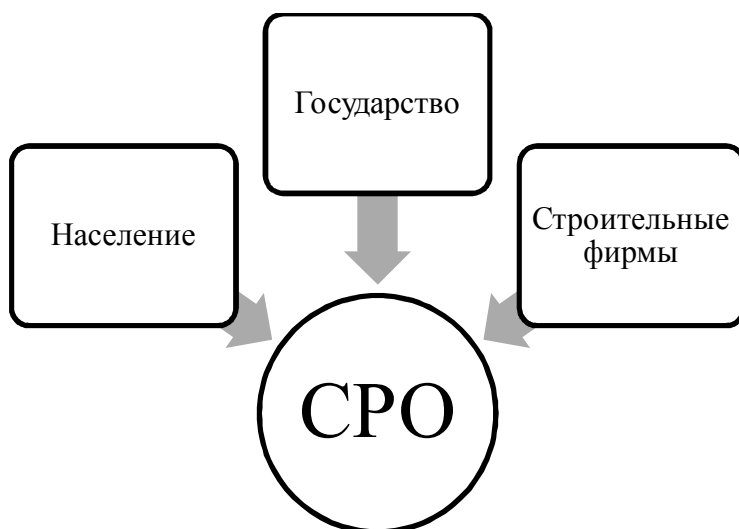 Государство
Население
Строительные
фирмы
СРО